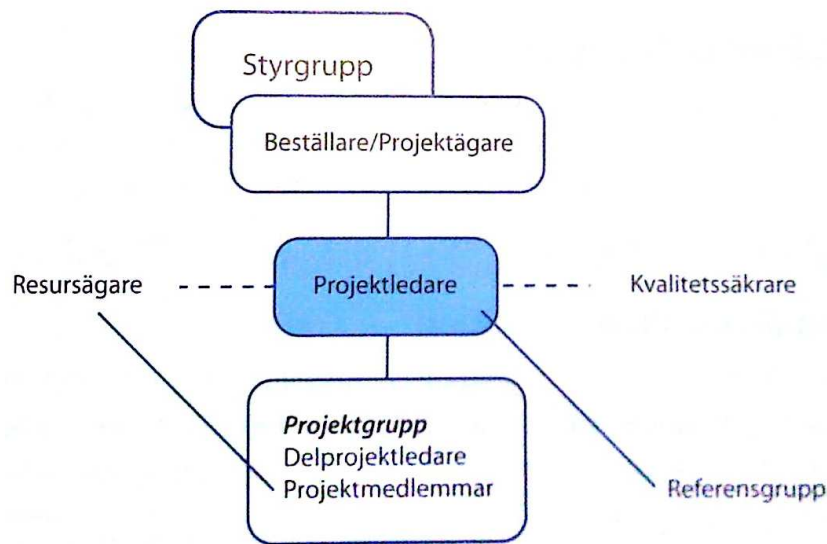 Styrgrupp
Beställare/Projektägare
Resursägare
Projektledare
Kvalitetssäkrare
Projektgrupp
Delprojektledare
Projektmedlemmar
Referensgrupp